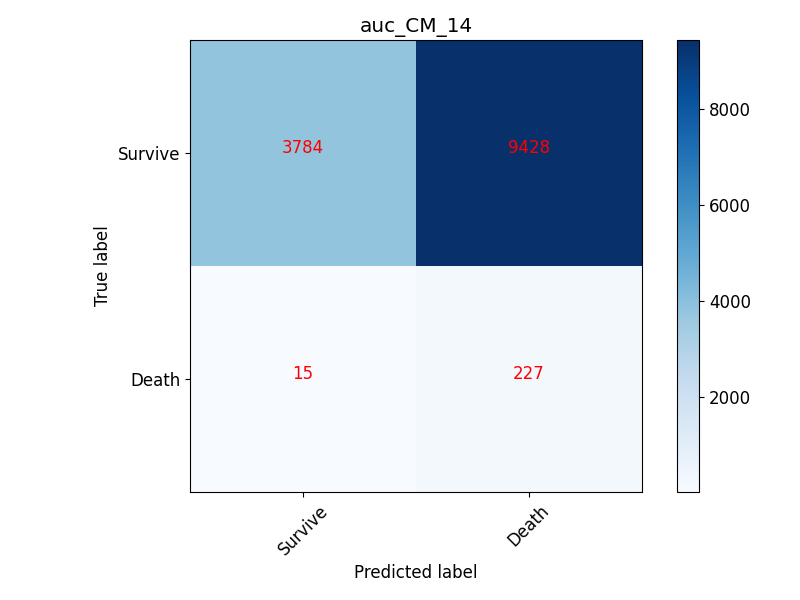 auc_CM_14
Survive
3784
9428
8000
6000
True label
4000
Death
15
227
2000
Survive
Death
Predicted label